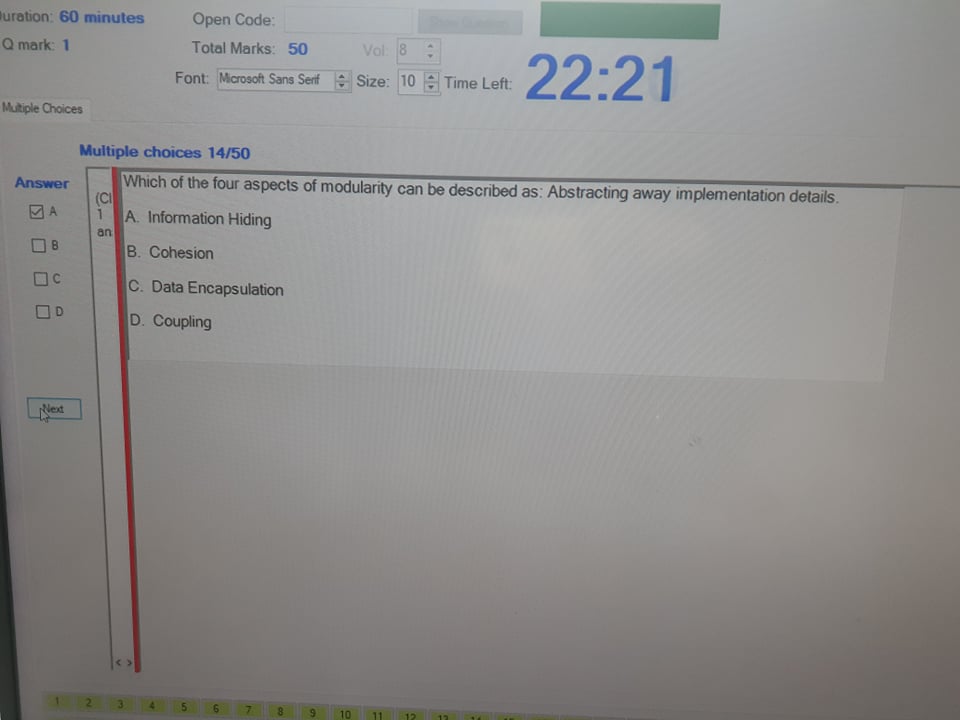 Duration: 60 minutes
Open Code:
Q mark: 1
Total Marks: 50
Vol: 8
Font: Microsoft Sans Serif
Size: 10
Time Left: 22:21
Multiple Choices
Multiple choices 14/50
Answer
A
B
C
D
Next
(Cl
1
an
Which of the four aspects of modularity can be described as: Abstracting away implementation details.
A. Information Hiding
B. Cohesion
C. Data Encapsulation
D. Coupling
< >
1 2 3 4 5 6 7 8 9 10 11 12 13